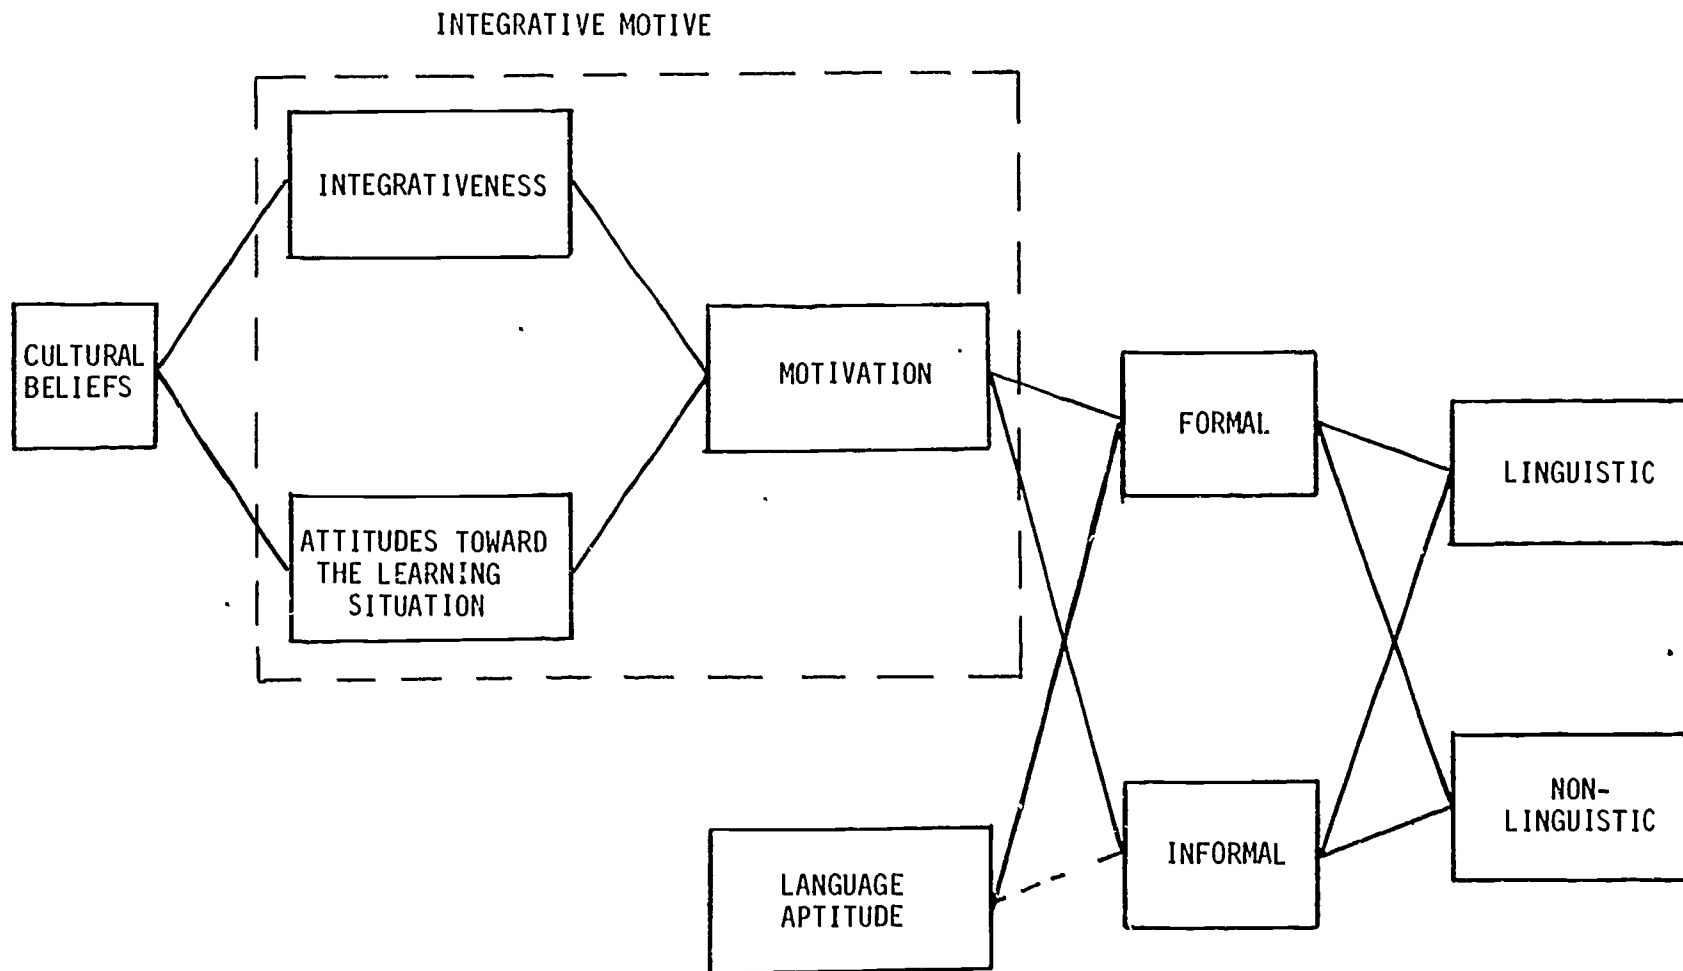 INTEGRATIVE MOTIVE
INTEGRATIVENESS
CULTURAL
BELIEFS
MOTIVATION
ATTITUDES TOWARD
THE LEARNING
SITUATION
FORMAL
LINGUISTIC
LANGUAGE
APTITUDE
INFORMAL
NON-
LINGUISTIC